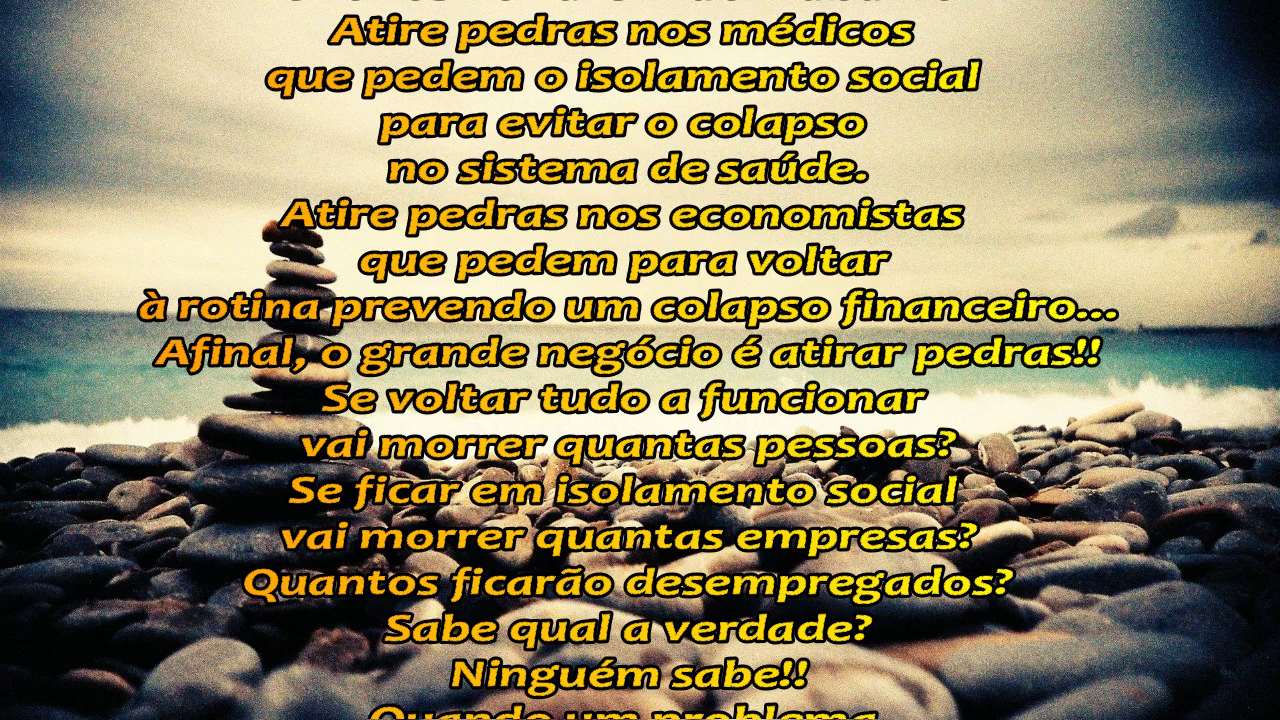 Atire pedras nos médicos
que pedem o isolamento social
para evitar o colapso
no sistema de saúde.
Atire pedras nos economistas
que pedem para voltar
à rotina prevendo um colapso financeiro...
Afinal, o grande negócio é atirar pedras!!
Se voltar tudo a funcionar
vai morrer quantas pessoas?
Se ficar em isolamento social
vai morrer quantas empresas?
Quantos ficarão desempregados?
Sabe qual a verdade?
Ninguém sabe!!
Quando um problema